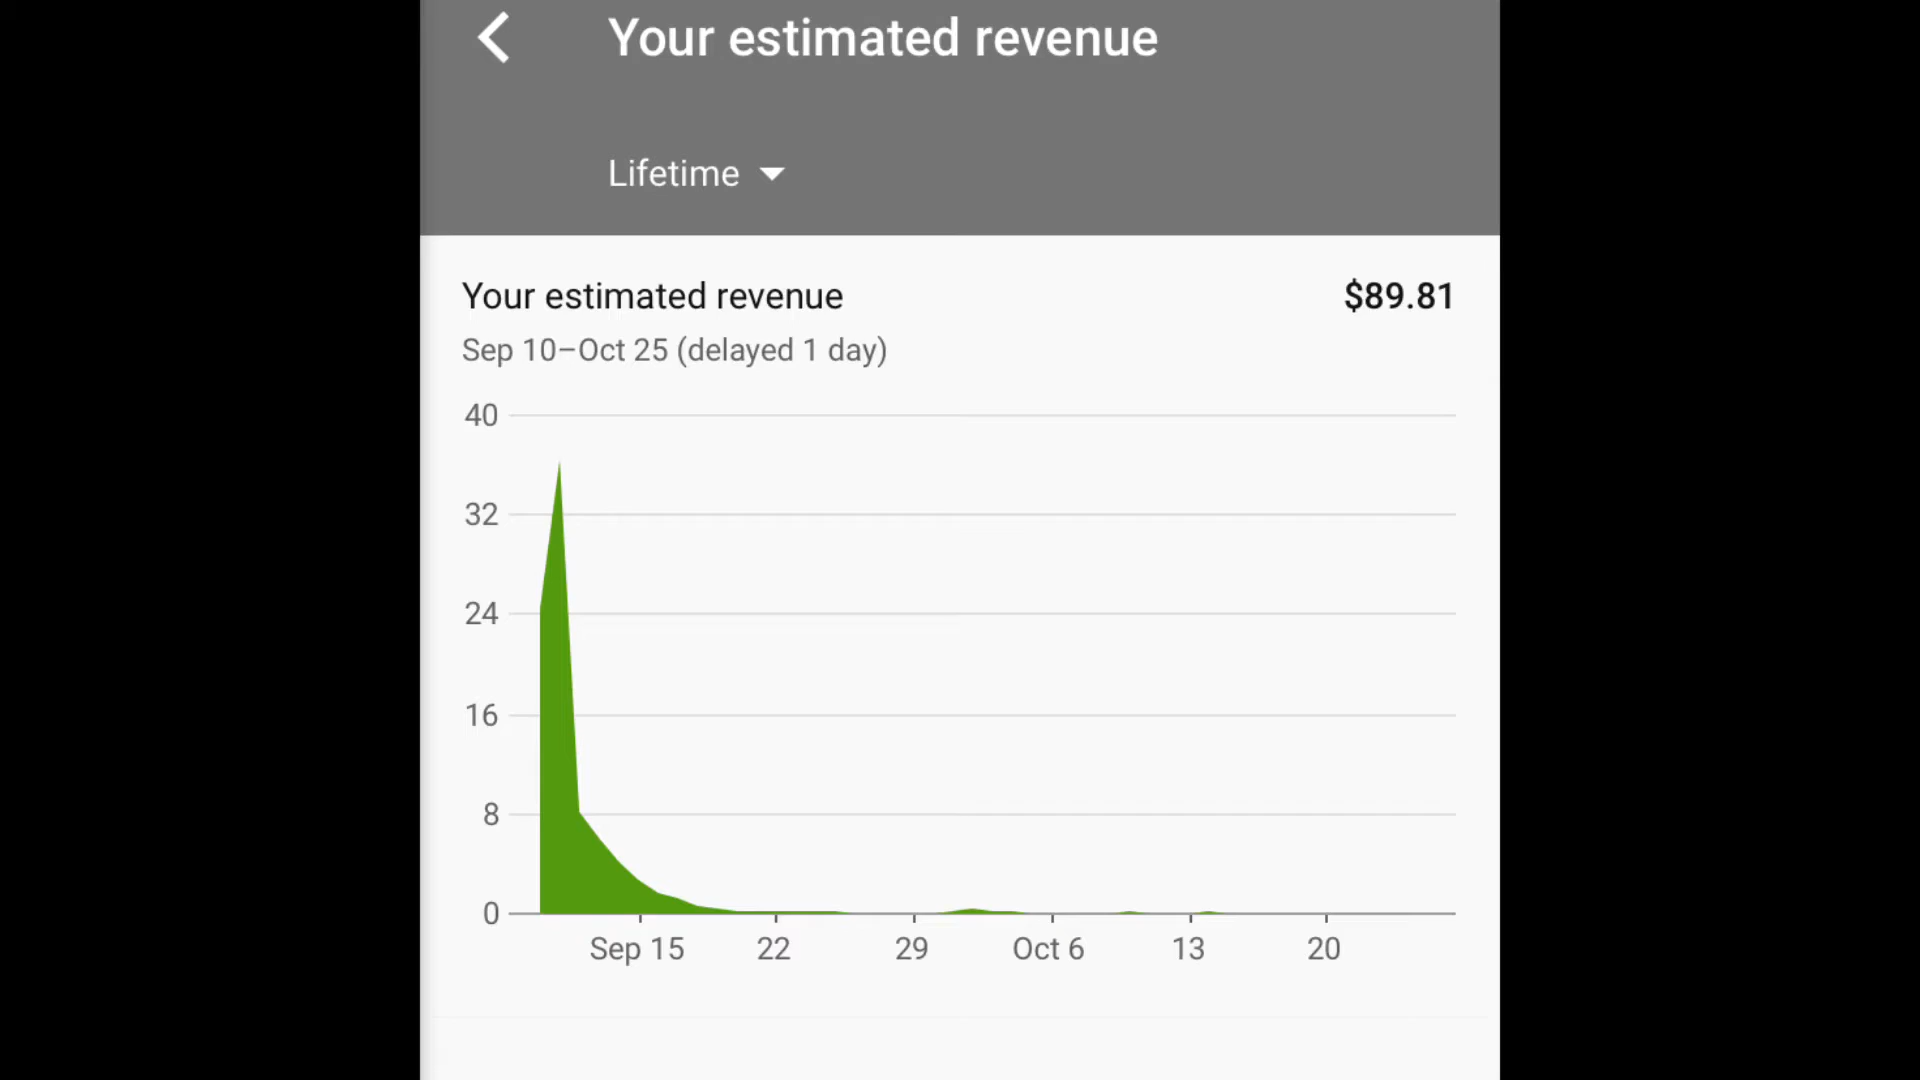 Your estimated revenue
Lifetime
Your estimated revenue $89.81
Sep 10–Oct 25 (delayed 1 day)
40
32
24
16
8
0
Sep 15 22 29 Oct 6 13 20